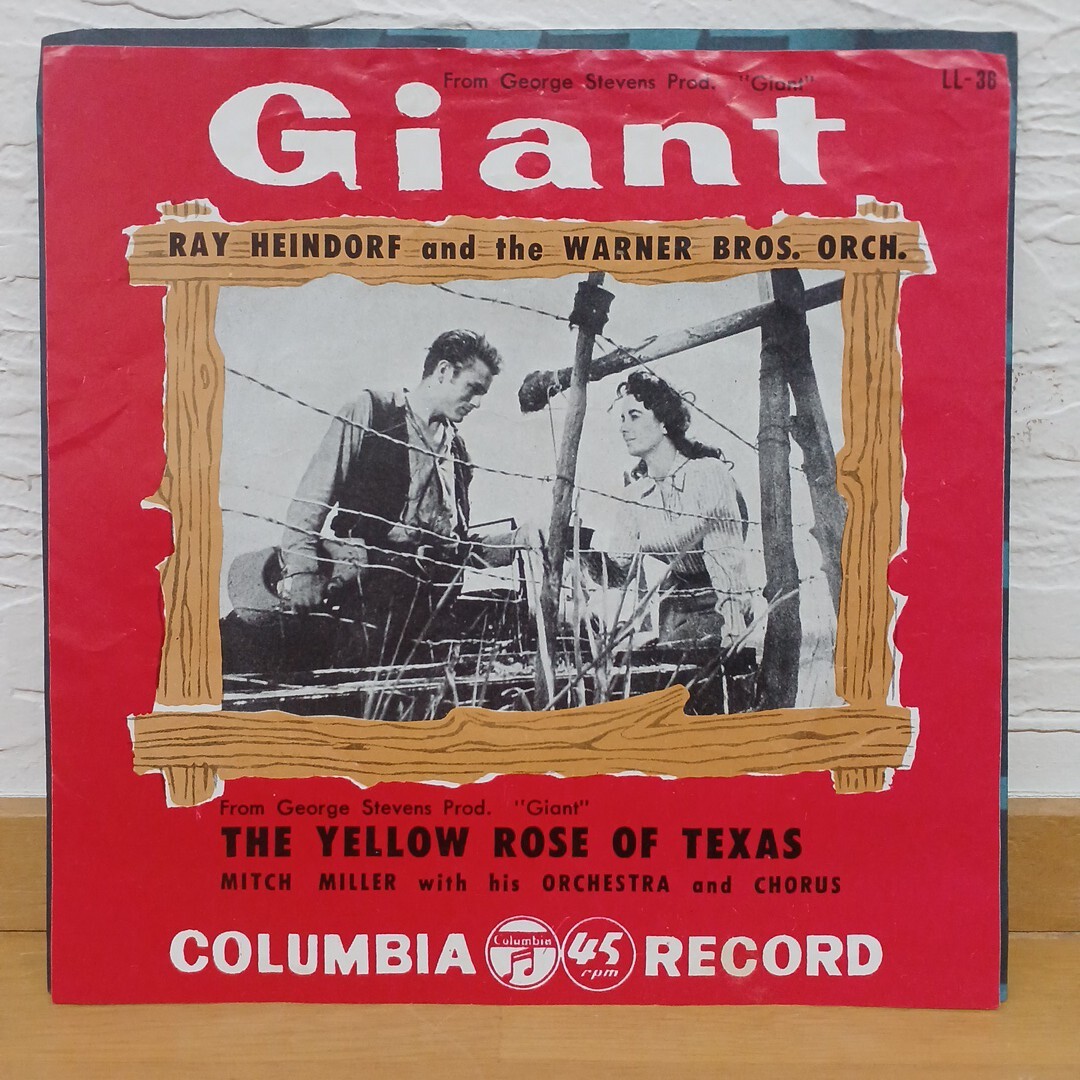 From George Stevens Prod. "Giant"
LL-36
Giant
RAY HEINDORF and the WARNER BROS. ORCH.
From George Stevens Prod. "Giant"
THE YELLOW ROSE OF TEXAS
MITCH MILLER with his ORCHESTRA and CHORUS
COLUMBIA Columbia 45 rpm RECORD